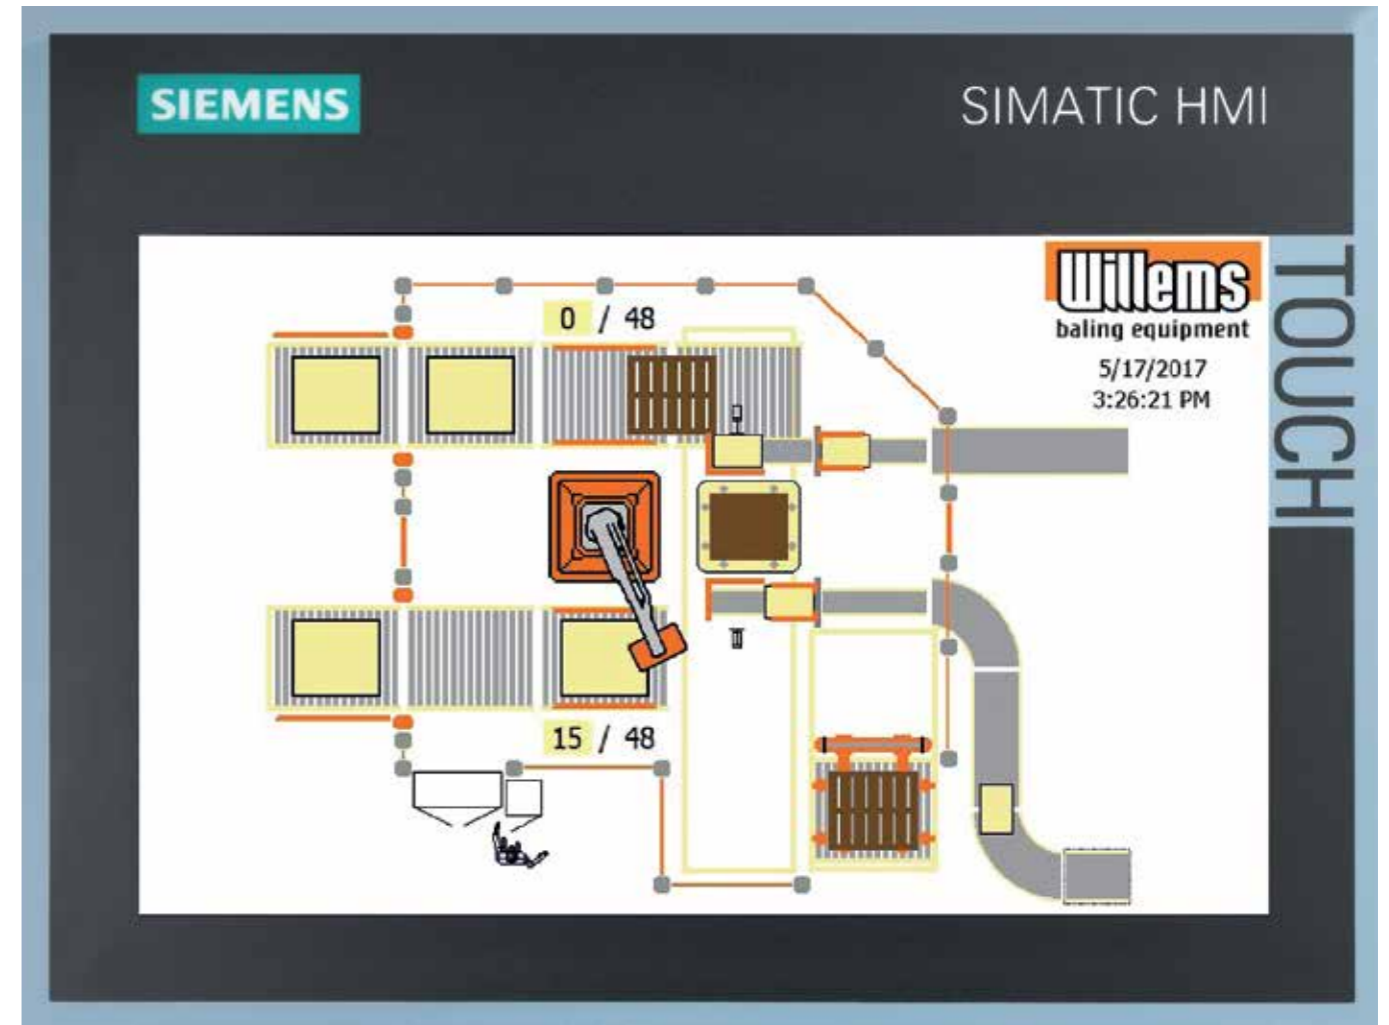 SIEMENS
SIMATIC HMI
TOUCH
Willems
baling equipment
5/17/2017
3:26:21 PM
0 / 48
15 / 48